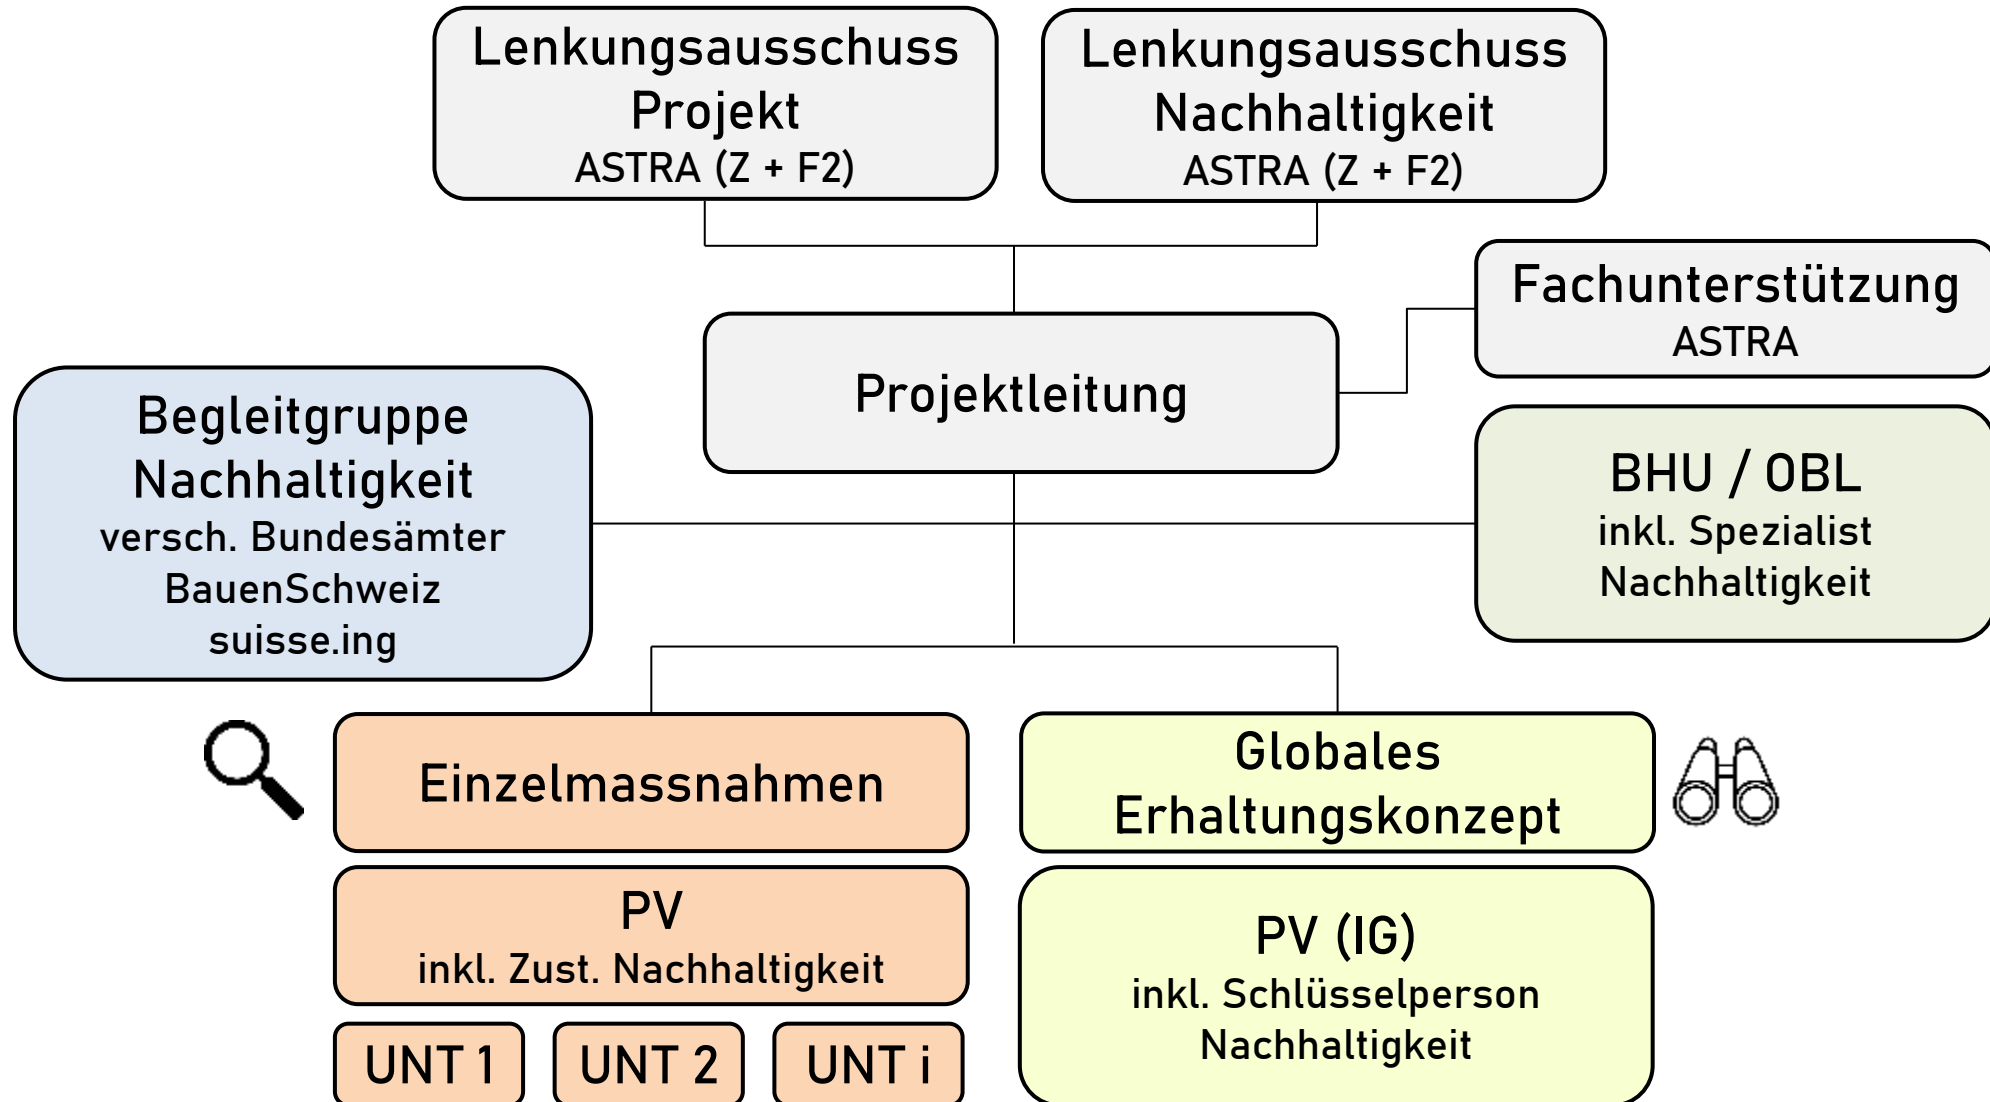 Lenkungsausschuss
Projekt
ASTRA (Z + F2)
Lenkungsausschuss
Nachhaltigkeit
ASTRA (Z + F2)
Fachunterstützung
ASTRA
Projektleitung
Begleitgruppe
Nachhaltigkeit
versch. Bundesämter
BauenSchweiz
suisse.ing
BHU / OBL
inkl. Spezialist
Nachhaltigkeit
Einzelmassnahmen
PV
inkl. Zust. Nachhaltigkeit
UNT 1
UNT 2
UNT i
Globales
Erhaltungskonzept
PV (IG)
inkl. Schlüsselperson
Nachhaltigkeit